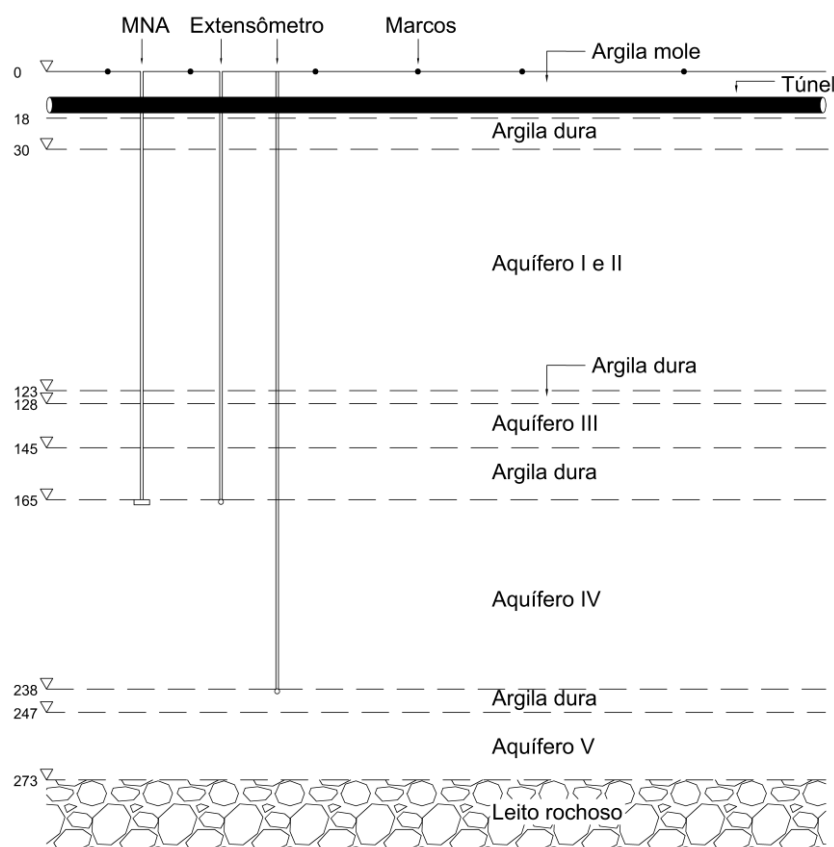 MNA Extensômetro Marcos
Argila mole
0
Túnel
18
Argila dura
30
Aquífero I e II
Argila dura
123
128
Aquífero III
145
Argila dura
165
Aquífero IV
238
Argila dura
247
Aquífero V
273
Leito rochoso